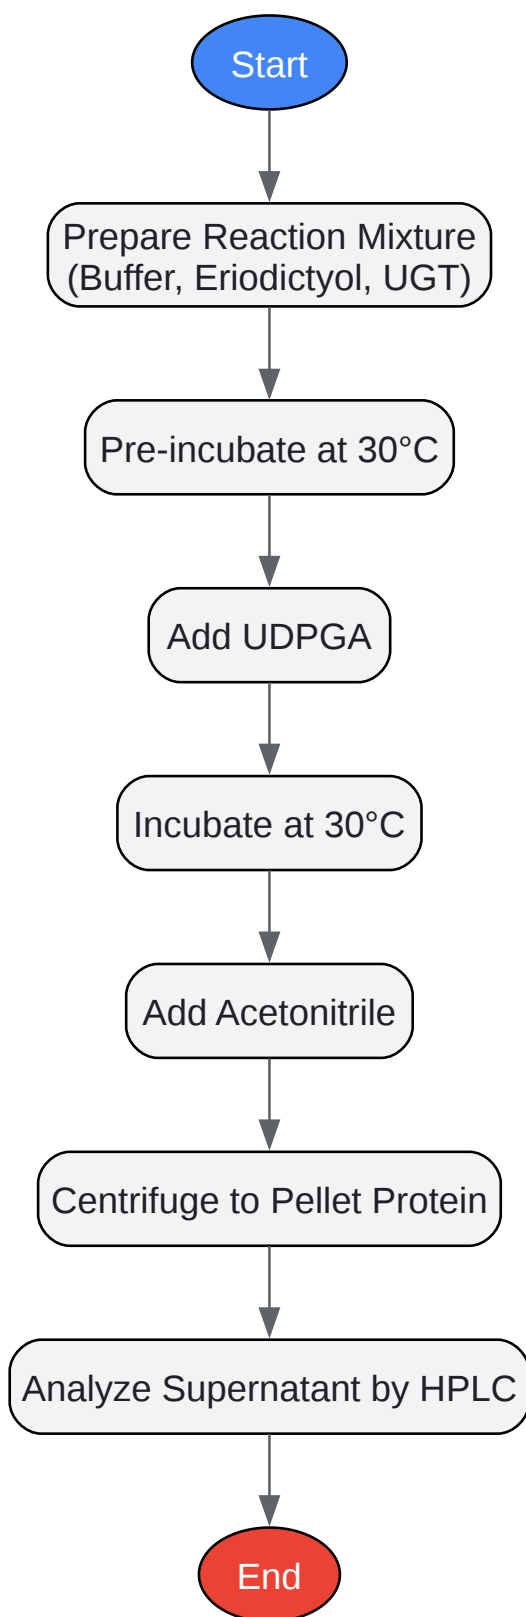 Start
Prepare Reaction Mixture
(Buffer, Eriodictyol, UGT)
Pre-incubate at 30°C
Add UDPGA
Incubate at 30°C
Add Acetonitrile
Centrifuge to Pellet Protein
Analyze Supernatant by HPLC
End